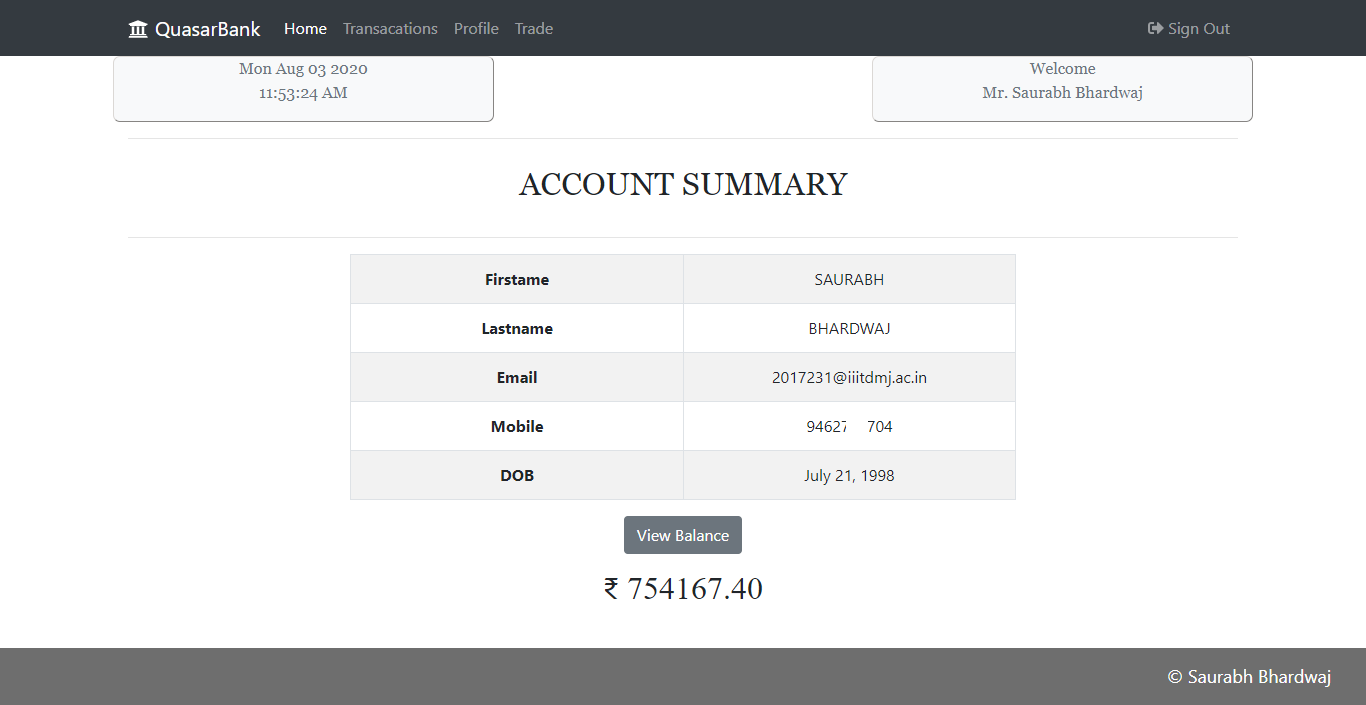 QuasarBank Home Transacations Profile Trade Sign Out
Mon Aug 03 2020
11:53:24 AM
Welcome
Mr. Saurabh Bhardwaj
ACCOUNT SUMMARY
Firstame SAURABH
Lastname BHARDWAJ
Email 2017231@iiitdmj.ac.in
Mobile 94627 704
DOB July 21, 1998
View Balance
₹ 754167.40
© Saurabh Bhardwaj